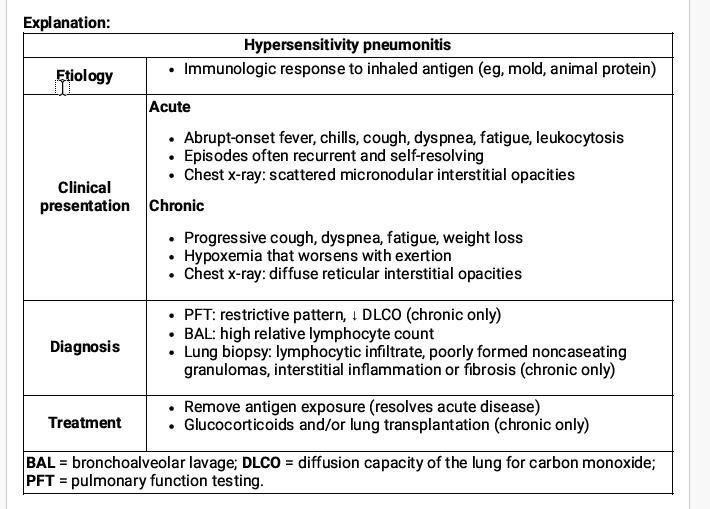 Explanation:
Hypersensitivity pneumonitis
Etiology
• Immunologic response to inhaled antigen (eg, mold, animal protein)
Clinical
presentation
Acute
• Abrupt-onset fever, chills, cough, dyspnea, fatigue, leukocytosis
• Episodes often recurrent and self-resolving
• Chest x-ray: scattered micronodular interstitial opacities
Chronic
• Progressive cough, dyspnea, fatigue, weight loss
• Hypoxemia that worsens with exertion
• Chest x-ray: diffuse reticular interstitial opacities
Diagnosis
• PFT: restrictive pattern, ↓ DLCO (chronic only)
• BAL: high relative lymphocyte count
• Lung biopsy: lymphocytic infiltrate, poorly formed noncaseating
granulomas, interstitial inflammation or fibrosis (chronic only)
Treatment
• Remove antigen exposure (resolves acute disease)
• Glucocorticoids and/or lung transplantation (chronic only)
BAL = bronchoalveolar lavage; DLCO = diffusion capacity of the lung for carbon monoxide;
PFT = pulmonary function testing.